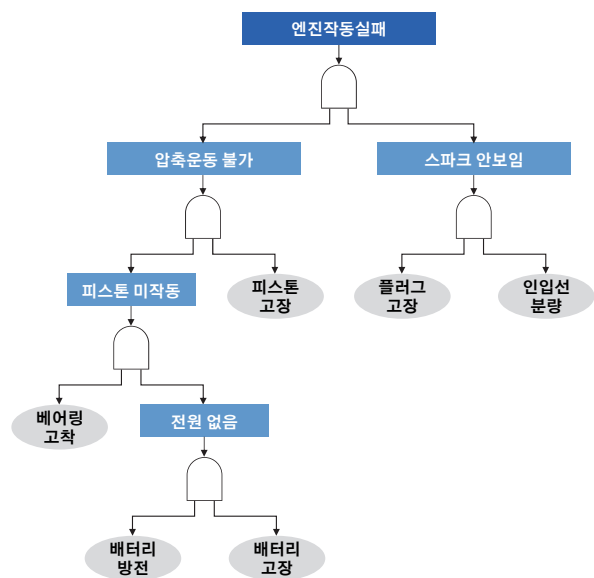 엔진작동실패
압축운동 불가
스파크 안보임
피스톤 미작동
피스톤
고장
플러그
고장
인입선
분량
베어링
고착
전원 없음
배터리
방전
배터리
고장